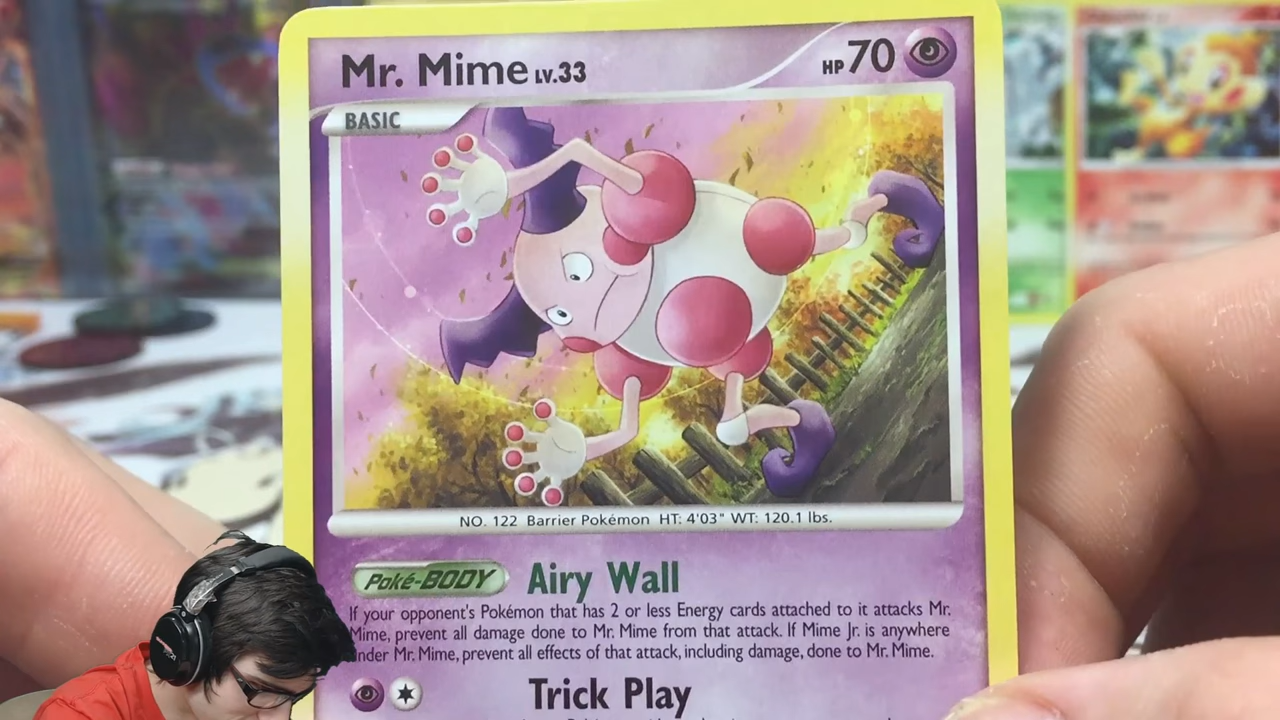 Mr. Mime LV.33
HP 70
BASIC
NO. 122 Barrier Pokémon HT: 4'03" WT: 120.1 lbs.
Poké-BODY Airy Wall
If your opponent's Pokémon that has 2 or less Energy cards attached to it attacks Mr.
Mime, prevent all damage done to Mr. Mime from that attack. If Mime Jr. is anywhere
under Mr. Mime, prevent all effects of that attack, including damage, done to Mr. Mime.
Trick Play